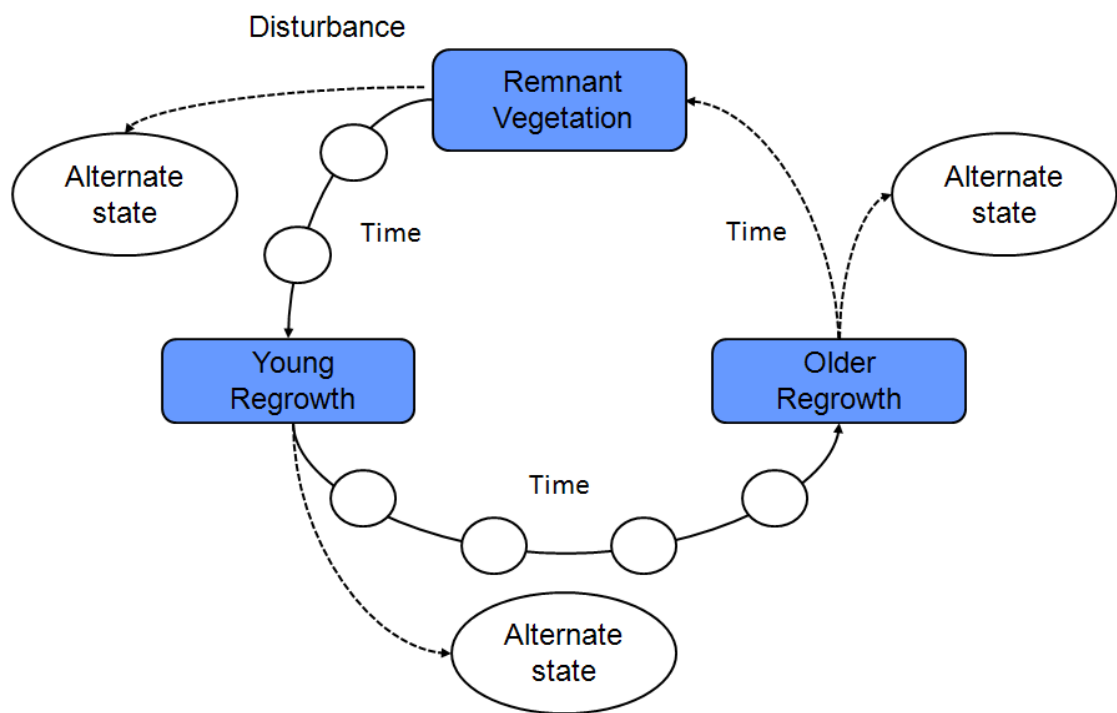 Disturbance
Remnant
Vegetation
Alternate
state
Alternate
state
Time
Time
Young
Regrowth
Older
Regrowth
Time
Alternate
state